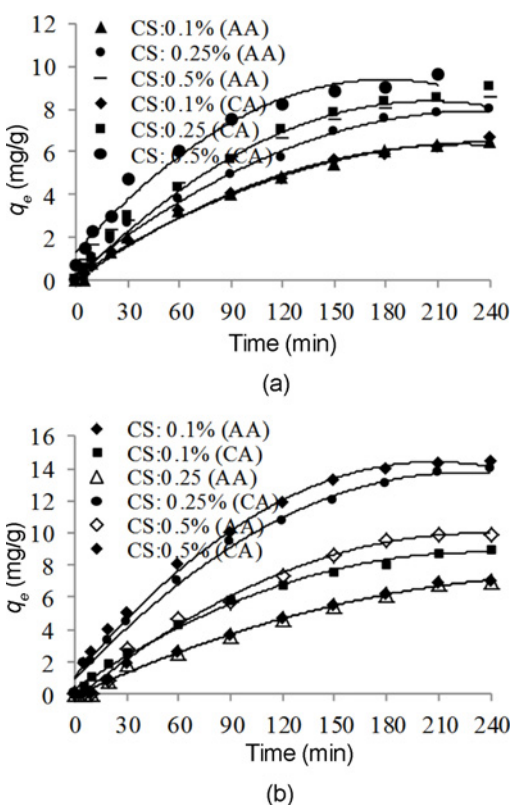 12
10
8
6
4
2
0
q_e (mg/g)
▲ CS:0.1% (AA)
● CS: 0.25% (AA)
– CS:0.5% (AA)
◆ CS:0.1% (CA)
■ CS:0.25 (CA)
● CS:0.5% (CA)
0 30 60 90 120 150 180 210 240
Time (min)
(a)
16
14
12
10
8
6
4
2
0
q_e (mg/g)
◆ CS: 0.1% (AA)
■ CS:0.1% (CA)
△ CS:0.25 (AA)
● CS: 0.25% (CA)
◇ CS:0.5% (AA)
◆ CS:0.5% (CA)
0 30 60 90 120 150 180 210 240
Time (min)
(b)